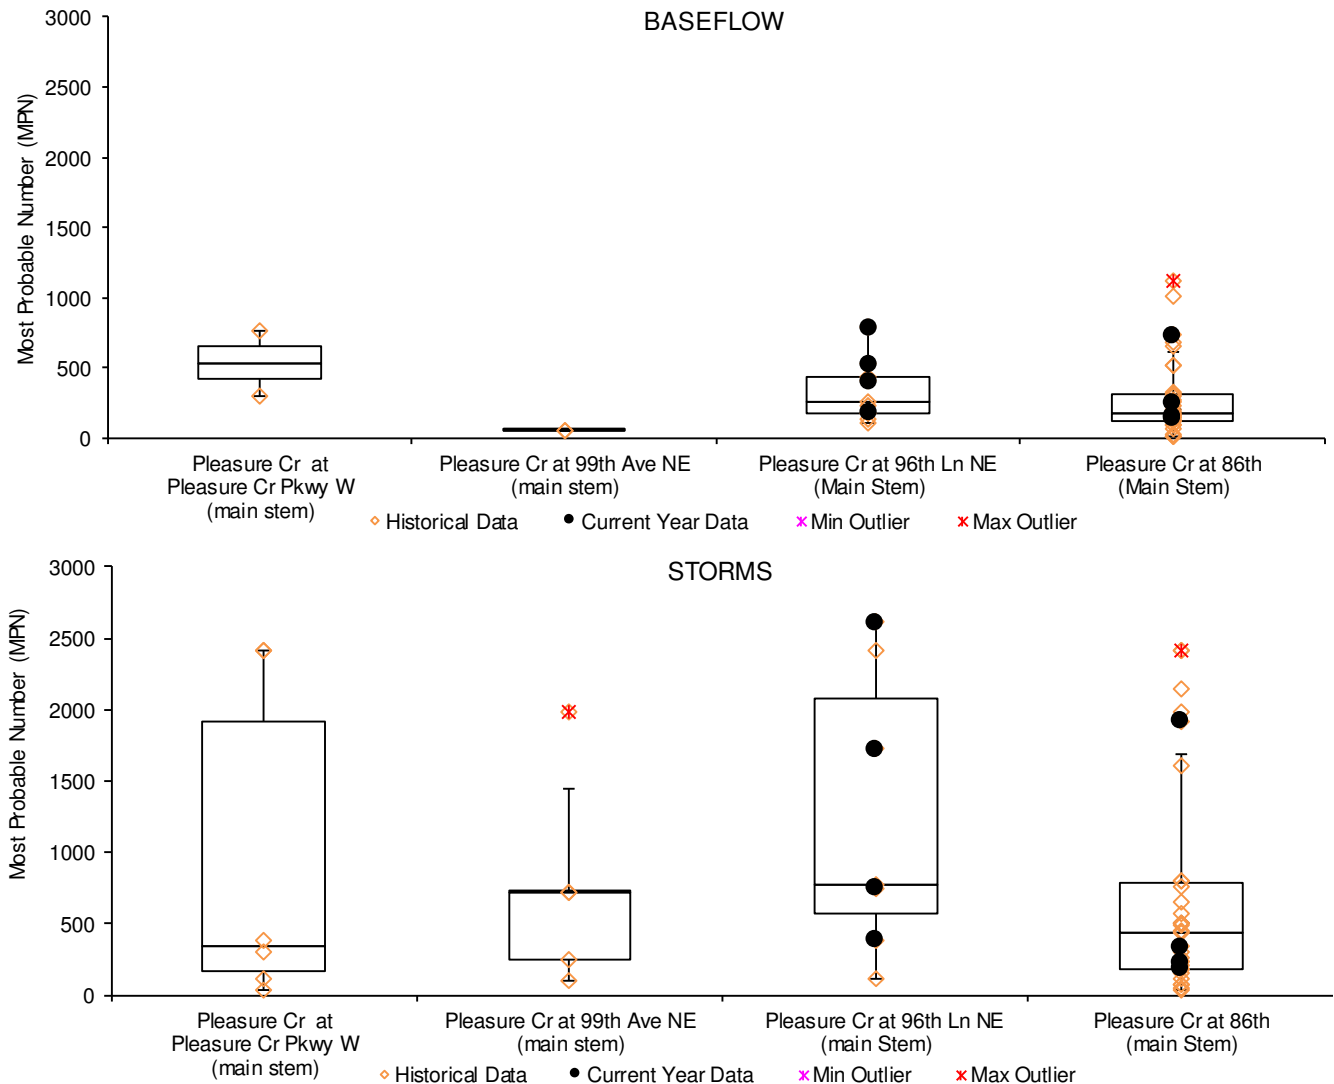 BASEFLOW
Most Probable Number (MPN)
3000
2500
2000
1500
1000
500
0
Pleasure Cr at
Pleasure Cr Pkwy W
(main stem)
Pleasure Cr at 99th Ave NE
(main stem)
Pleasure Cr at 96th Ln NE
(Main Stem)
Pleasure Cr at 86th
(Main Stem)
Historical Data Current Year Data Min Outlier Max Outlier
STORMS
Most Probable Number (MPN)
3000
2500
2000
1500
1000
500
0
Pleasure Cr at
Pleasure Cr Pkwy W
(main stem)
Pleasure Cr at 99th Ave NE
(main stem)
Pleasure Cr at 96th Ln NE
(main Stem)
Pleasure Cr at 86th
(Main Stem)
Historical Data Current Year Data Min Outlier Max Outlier